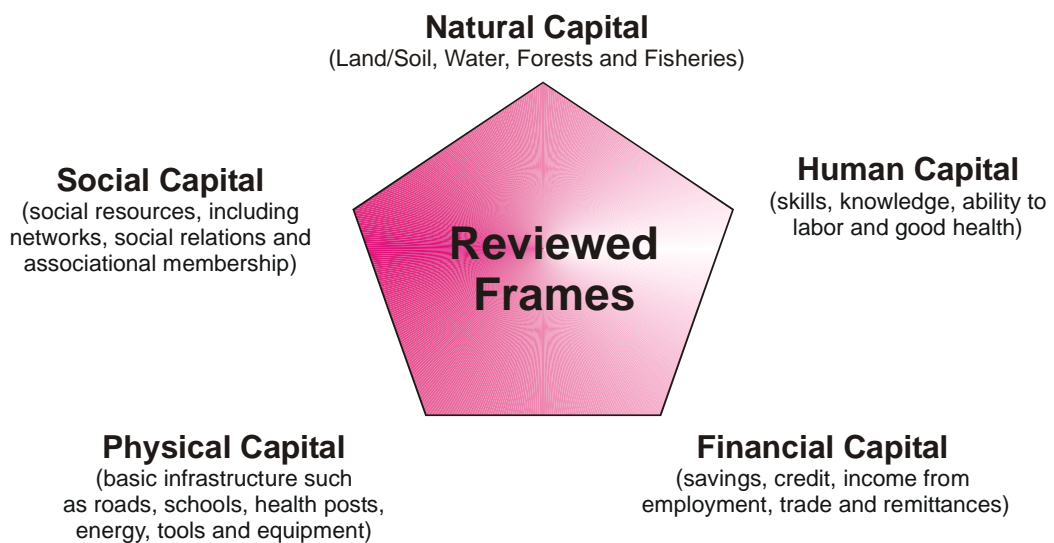 Natural Capital
(Land/Soil, Water, Forests and Fisheries)
Social Capital
(social resources, including
networks, social relations and
associational membership)
Human Capital
(skills, knowledge, ability to
labor and good health)
Reviewed
Frames
Physical Capital
(basic infrastructure such
as roads, schools, health posts,
energy, tools and equipment)
Financial Capital
(savings, credit, income from
employment, trade and remittances)